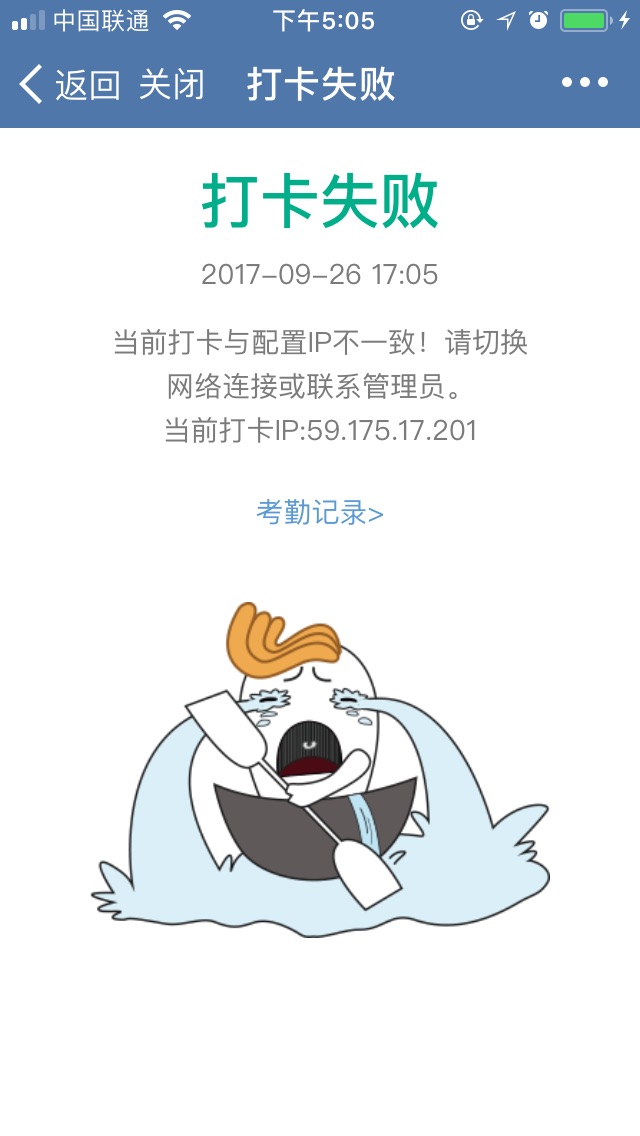 中国联通 下午5:05
返回 关闭 打卡失败
打卡失败
2017-09-26 17:05
当前打卡与配置IP不一致！请切换
网络连接或联系管理员。
当前打卡IP:59.175.17.201
考勤记录>